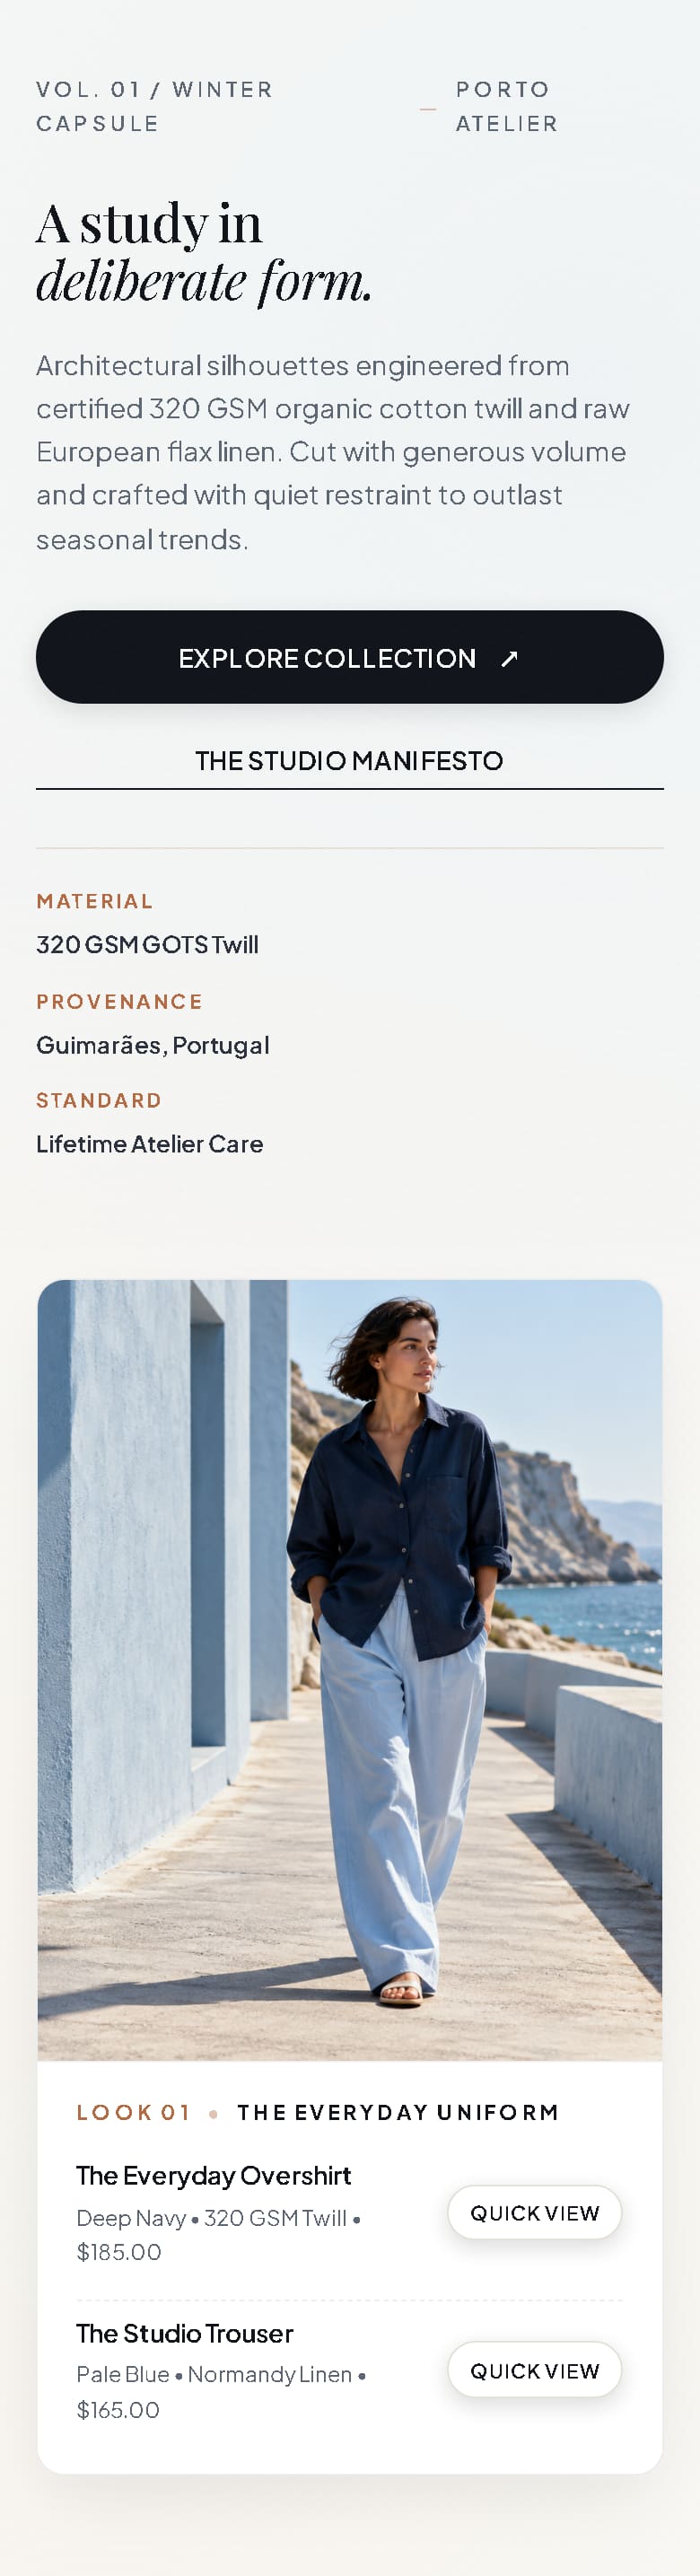 VOL. 01 / WINTER
CAPSULE
—
PORTO
ATELIER
A study in
deliberate form.
Architectural silhouettes engineered from
certified 320 GSM organic cotton twill and raw
European flax linen. Cut with generous volume
and crafted with quiet restraint to outlast
seasonal trends.
EXPLORE COLLECTION ↗
THE STUDIO MANIFESTO
MATERIAL
320 GSM GOTS Twill
PROVENANCE
Guimarães, Portugal
STANDARD
Lifetime Atelier Care
LOOK 01 • THE EVERYDAY UNIFORM
The Everyday Overshirt
Deep Navy • 320 GSM Twill •
$185.00
QUICK VIEW
The Studio Trouser
Pale Blue • Normandy Linen •
$165.00
QUICK VIEW